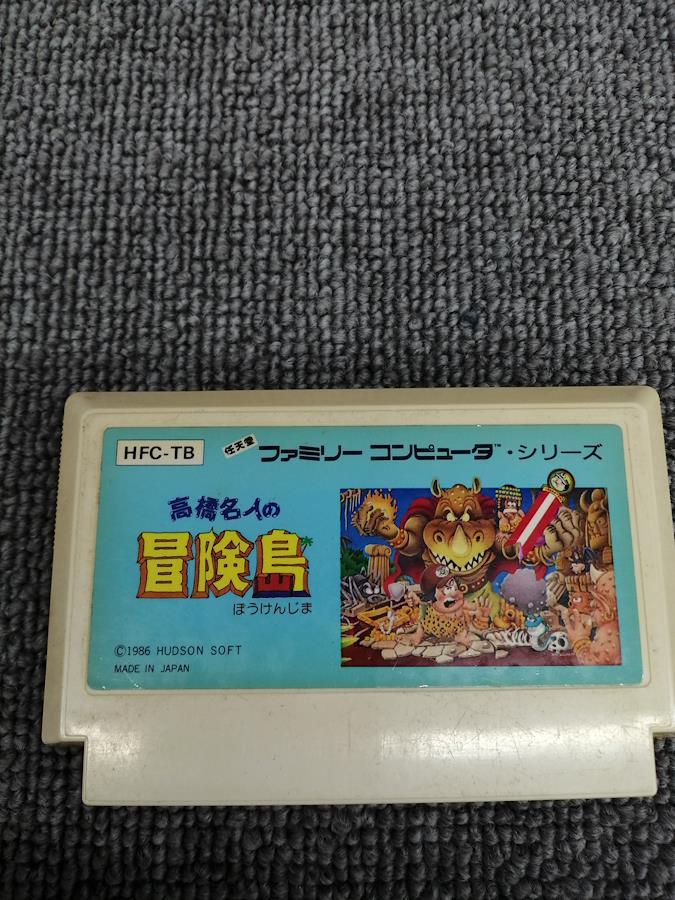 HFC-TB
任天堂 ファミリー コンピュータ™・シリーズ
高橋名人の
冒険島
ぼうけんじま
©1986 HUDSON SOFT
MADE IN JAPAN